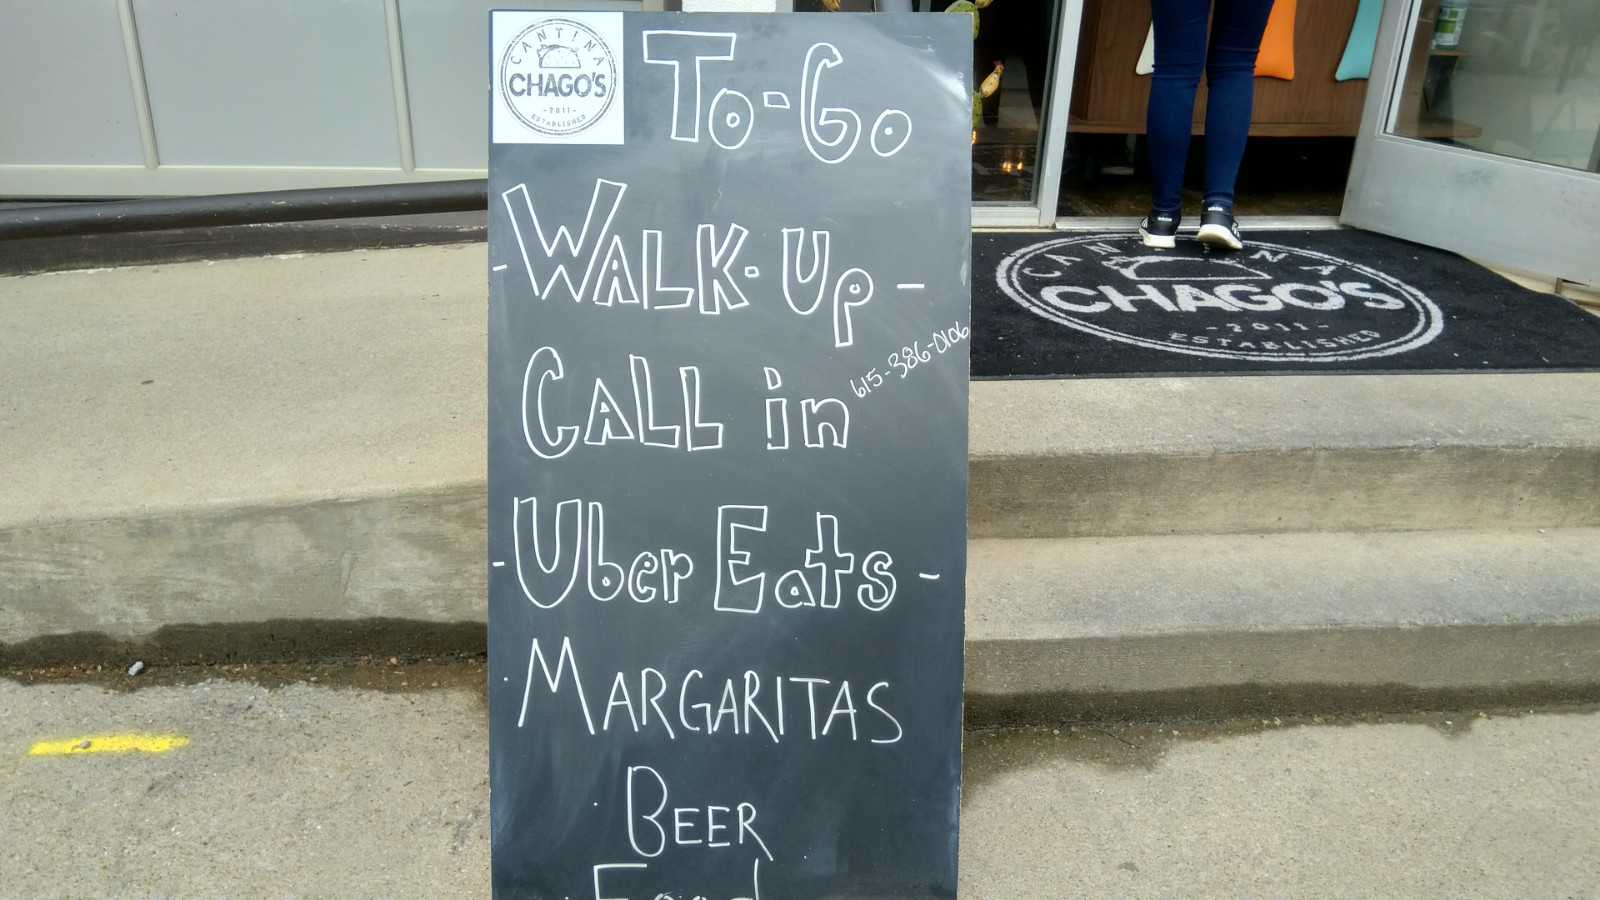 CANTINA
CHAGO'S
-2011-
ESTABLISHED
To-Go
-WALK-Up-
CALL in 615-386-0106
-Uber Eats-
· MARGARITAS
· BEER
· Food
CANTINA
CHAGO'S
-2011-
ESTABLISHED